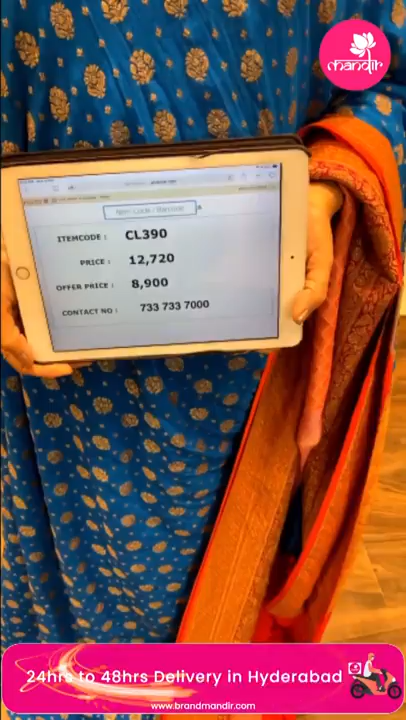 mandir
Item Code / Barcode
ITEMCODE : CL390
PRICE : 12,720
OFFER PRICE : 8,900
CONTACT NO : 733 733 7000
24hrs to 48hrs Delivery in Hyderabad
www.brandmandir.com